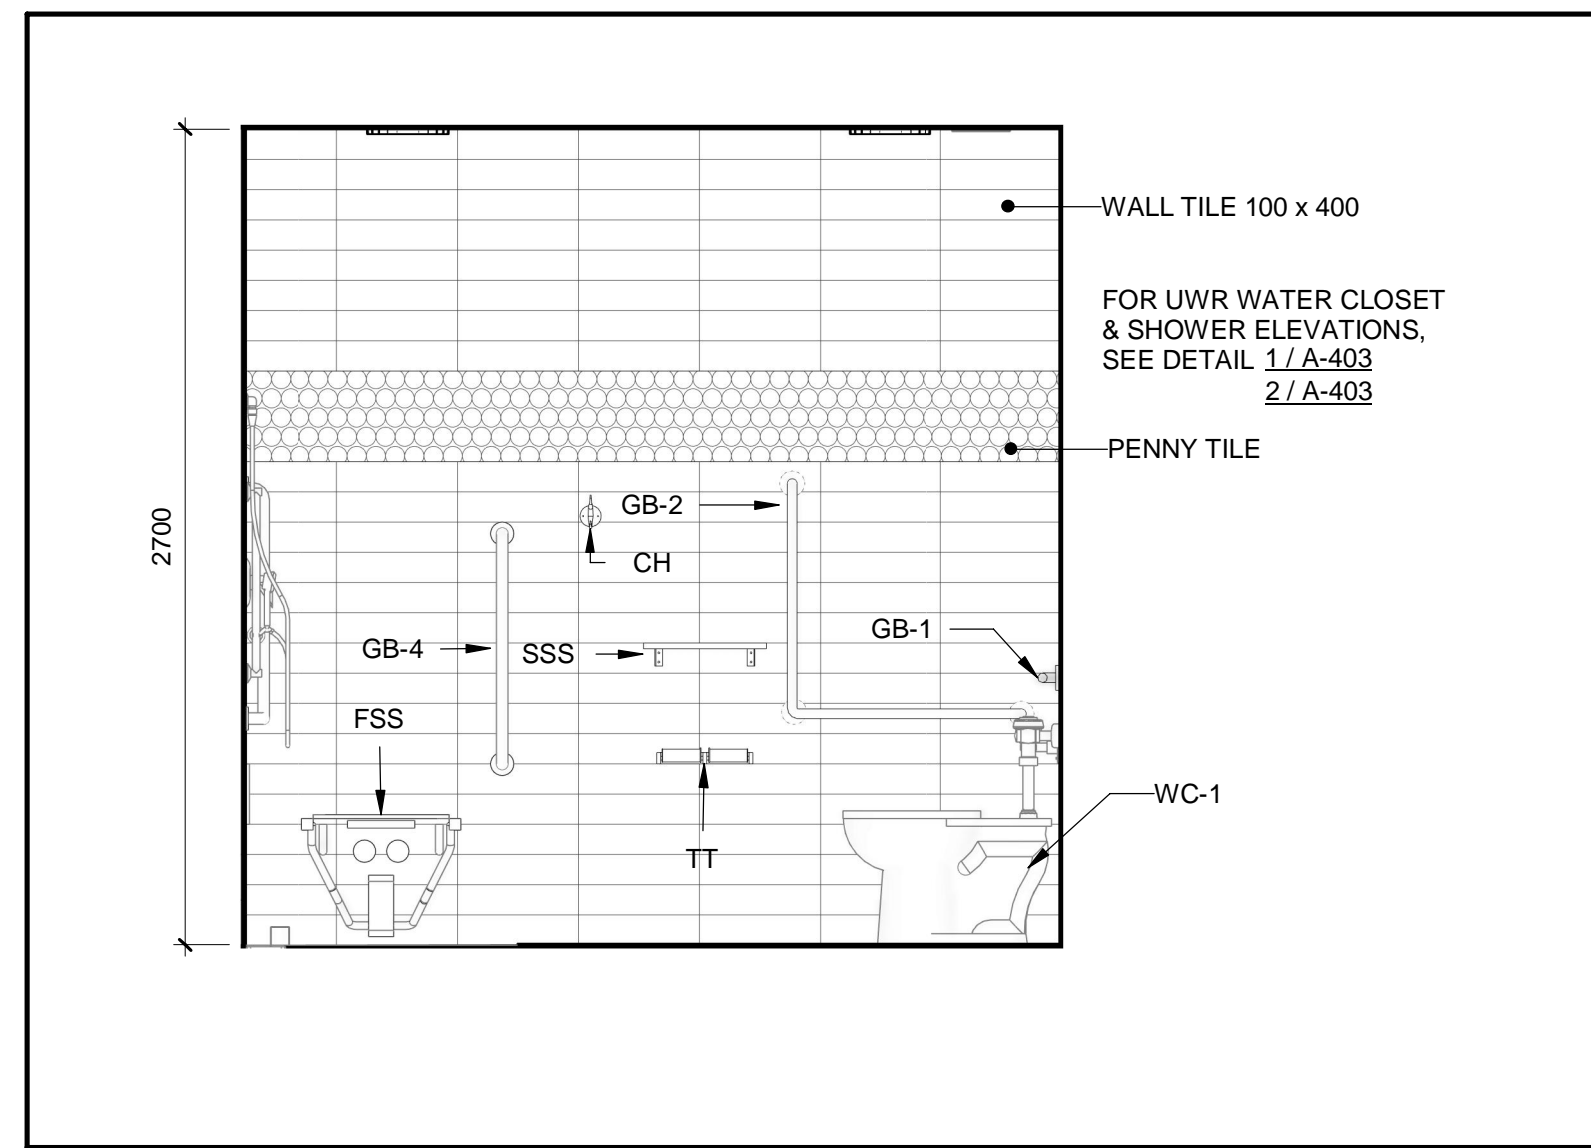 WALL TILE 100 x 400
FOR UWR WATER CLOSET
& SHOWER ELEVATIONS,
SEE DETAIL 1 / A-403
2 / A-403
PENNY TILE
2700
GB-2
CH
GB-1
GB-4
SSS
FSS
WC-1
TT